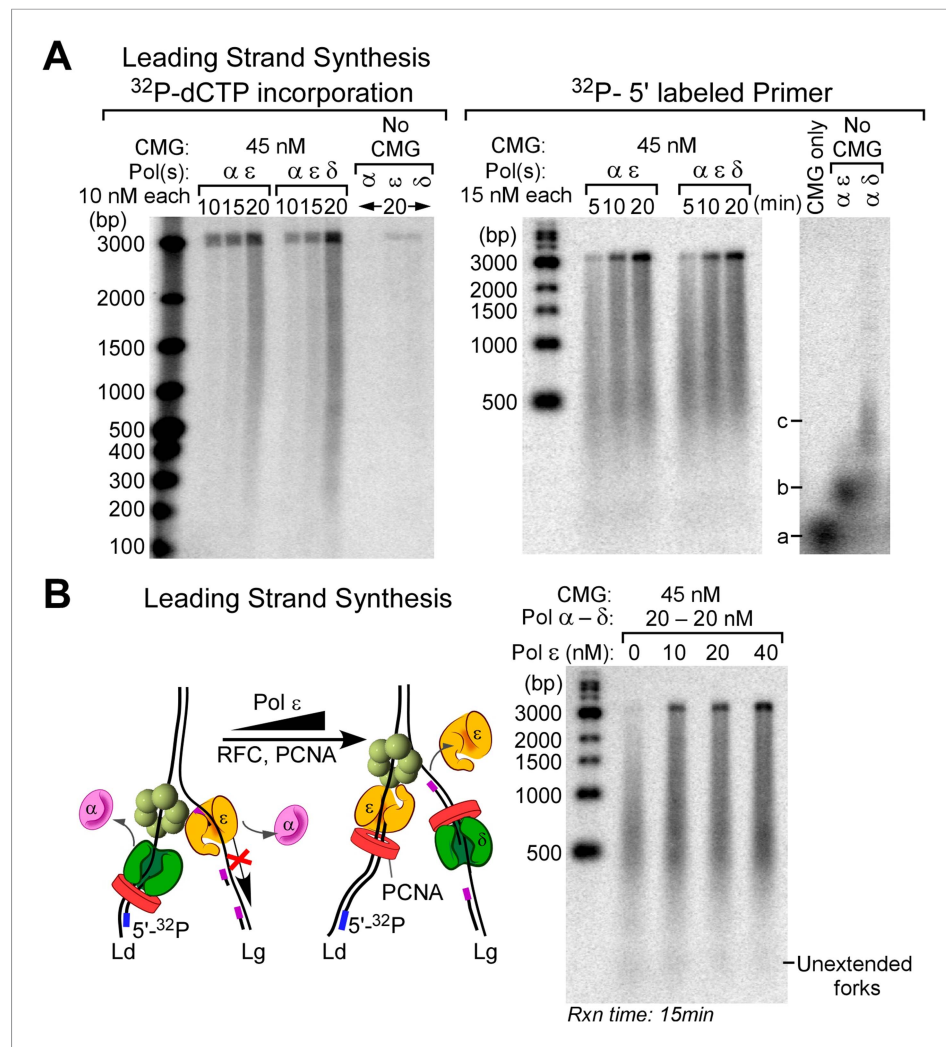 A
Leading Strand Synthesis
32P-dCTP incorporation
CMG: 45 nM No CMG
Pol(s): α ε α ε δ α ε δ
10 nM each 10 15 20 10 15 20 20
(bp)
3000
2000
1500
1000
500
400
300
200
100
32P- 5' labeled Primer
CMG: 45 nM CMG only No CMG
Pol(s): α ε α ε δ α ε α δ
15 nM each 5 10 20 5 10 20 (min)
(bp)
3000
2000
1500
1000
500
c
b
a
B
Leading Strand Synthesis
Pol ε
RFC, PCNA
α
ε
α
5'-32P
Ld
Lg
ε
ε
δ
PCNA
5'-32P
Ld
Lg
CMG: 45 nM
Pol α – δ: 20 – 20 nM
Pol ε (nM): 0 10 20 40
(bp)
3000
2000
1500
1000
500
Unextended
forks
Rxn time: 15min